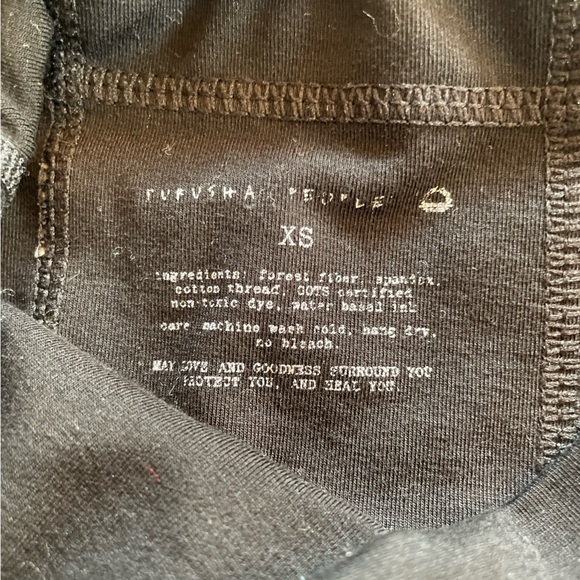 PURUSHA PEOPLE
XS
ingredients: forest fiber, spandex,
cotton thread, GOTS certified
non-toxic dye, water based ink
care: machine wash cold, hang dry,
no bleach.
MAY LOVE AND GOODNESS SURROUND YOU
PROTECT YOU, AND HEAL YOU